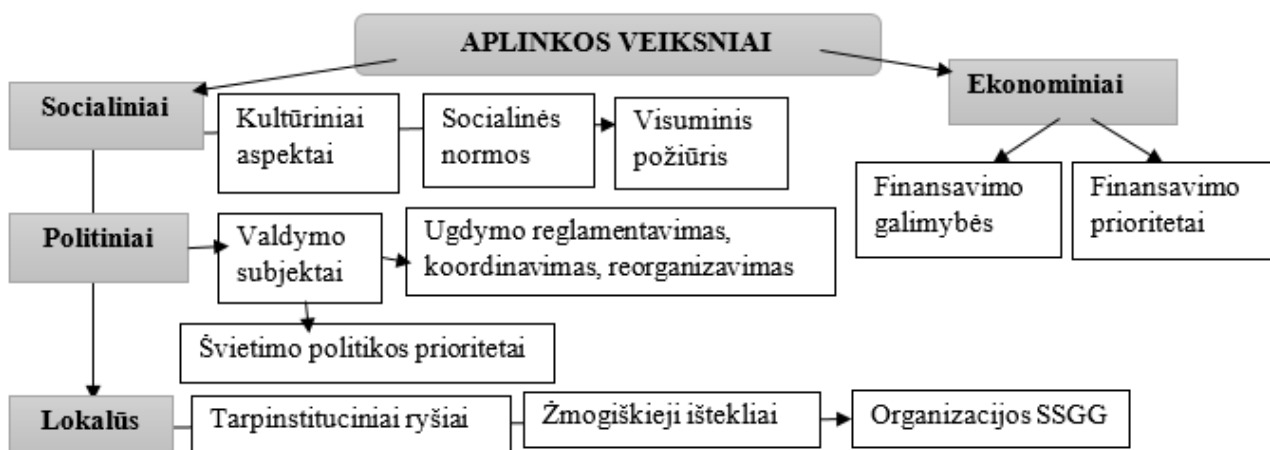 APLINKOS VEIKSNIAI
Socialiniai
Kultūriniai
aspektai
Socialinės
normos
Visuminis
požiūris
Ekonominiai
Finansavimo
galimybės
Finansavimo
prioritetai
Politiniai
Valdymo
subjektai
Ugdymo reglamentavimas,
koordinavimas, reorganizavimas
Švietimo politikos prioritetai
Lokalūs
Tarpinstituciniai ryšiai
Žmogiškieji ištekliai
Organizacijos SSGG